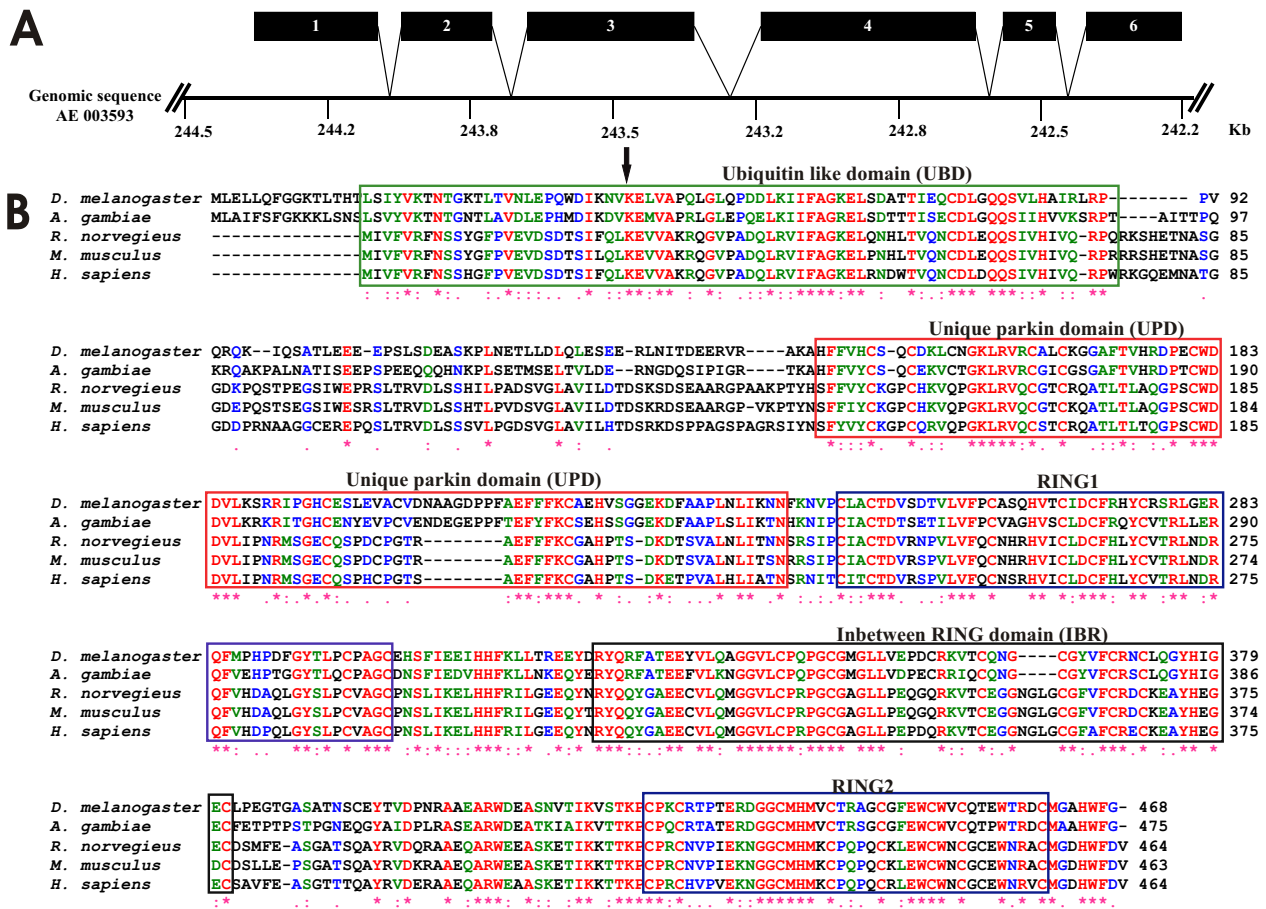 A
1 2 3 4 5 6
Genomic sequence
AE 003593
244.5 244.2 243.8 243.5 243.2 242.8 242.5 242.2 Kb
B
Ubiquitin like domain (UBD)
D. melanogaster MLELLQFGGKTLTHTLSIYVKTNTGKTLTVNLEPQWDIKNVKELVAPQLGLQPDDLKIIFAGKELSDATTIEQCDLGQQSVLHAIRLRP-------- PV 92
A. gambiae MLAIFSFGKKKLSNSLSVYVKTNTGNTLAVDLEPHMDIKDVKEMVAPRLGLEPQELKIIFAGKELSDTTTISECDLGQQSILHVVKSRPT----AITTPQ 97
R. norvegieus ---------------MIVFVRFNSSYGFPVEVDSDTSIFQLKEVVAKRQGVPADQLRVIFAGKELQNHLTVQNCDLEQQSIVHIVQ-RPQRKSHETNASG 85
M. musculus ---------------MIVFVRFNSSYGFPVEVDSDTSILQLKEVVAKRQGVPADQLRVIFAGKELPNHLTVQNCDLEQQSIVHIVQ-RPRRRSHETNASG 85
H. sapiens ---------------MIVFVRFNSSHGFPVEVDSDTSIFQLKEVVAKRQGVPADQLRVIFAGKELRNDWTVQNCDLDQQSIVHIVQ-RPWRKGQEMNATG 85
Unique parkin domain (UPD)
D. melanogaster QRQK--IQSATLEEE-EPSLSDEASKPLNETLLDLQLESEE-RLNITDEERVR----AKAHFFVHCS-QCDKLCNGKLRVRCALCKGGAFTVHRDPECWD 183
A. gambiae KRQAKPALNATISEEPSPEEQQQHNKPLSETMSELTVLDE--RNGDQSIPIGR----TKAHFFVYCS-QCEKVCTGKLRVRCGICGSGAFTVHRDPTCWD 190
R. norvegieus GDKPQSTPEGSIWEPRSLTRVDLSSHILPADSVGLAVILDTDSKSDSEAARGPAAKPTYHSFFVYCKGPCHKVQPGKLRVQCGTCRQATLTLAQGPSCWD 185
M. musculus GDEPQSTSEGSIWESRSLTRVDLSSHTLPVDSVGLAVILDTDSKRDSEAARGP-VKPTYNSFFIYCKGPCHKVQPGKLRVQCGTCKQATLTLAQGPSCWD 184
H. sapiens GDDPRNAAGGCEREPQSLTRVDLSSSVLPGDSVGLAVILHTDSRKDSPPAGSPAGRSIYNSFYVYCKGPCQRVQPGKLRVQCSTCRQATLTLTQGPSCWD 185
Unique parkin domain (UPD) RING1
D. melanogaster DVLKSRRIPGHCESLEVACVDNAAGDPPFAEFFFKCAEHVSGGEKDFAAPLNLIKNNFKNVPCLACTDVSDTVLVFPCASQHVTCIDCFRHYCRSRLGER 283
A. gambiae DVLKRKRITGHCENYEVPCVENDEGEPPFTEFYFKCSEHSSGGEKDFAAPLSLIKTNHKNIPCIACTDTSETILVFPCVAGHVSCLDCFRQYCVTRLLER 290
R. norvegieus DVLIPNRMSGECQSPDCPGTR--------AEFFFKCGAHPTS-DKDTSVALNLITNNSRSIPCIACTDVRNPVLVFQCNHRHVICLDCFHLYCVTRLNDR 275
M. musculus DVLIPNRMSGECQSPDCPGTR--------AEFFFKCGAHPTS-DKDTSVALNLITSNRRSIPCIACTDVRSPVLVFQCNHRHVICLDCFHLYCVTRLNDR 274
H. sapiens DVLIPNRMSGECQSPHCPGTS--------AEFFFKCGAHPTS-DKETPVALHLIATNSRNITCITCTDVRSPVLVFQCNSRHVICLDCFHLYCVTRLNDR 275
Inbetween RING domain (IBR)
D. melanogaster QFMPHPDFGYTLPCPAGCEHSFIEEIHHFKLLTREEYDRYQRFATEEYVLQAGGVLCPQPGCGMGLLVEPDCRKVTCQNG----CGYVFCRNCLQGYHIG 379
A. gambiae QFVEHPTGGYTLQCPAGCDSFIEDVHHFKLLNKEQYERYQRFATEEFVLKNGGVLCPQPGCGMGLLVDPECRRIQCQNG----CGYVFCRSCLQGYHIG 386
R. norvegieus QFVHDAQLGYSLPCVAGCPNSLIKELHHFRILGEEQYNRYQQYGAEECVLQMGGVLCPRPGCGAGLLPEQGQRKVTCEGGNGLGCGFVFCRDCKEAYHEG 375
M. musculus QFVHDAQLGYSLPCVAGCPNSLIKELHHFRILGEEQYTRYQQYGAEECVLQMGGVLCPRPGCGAGLLPEQGQRKVTCEGGNGLGCGFVFCRDCKEAYHEG 374
H. sapiens QFVHDPQLGYSLPCVAGCPNSLIKELHHFRILGEEQYNRYQQYGAEECVLQMGGVLCPRPGCGAGLLPEPDQRKVTCEGGNGLGCGFAFCRECKEAYHEG 375
RING2
D. melanogaster ECLPEGTGASATNSCEYTVDPNRAAEARWDEASNVTIKVSTKPCPKCRTPTERDGGCMHMVCTRAGCGFEWCWVCQTEWTRDCMGAHWFG- 468
A. gambiae ECFETPTPSTPGNEQGYAIDPLRASEARWDEATKIAIKVTTKPCPQCRTATERDGGCMHMVCTRSGCGFEWCWVCQTPWTRDCMAAHWFG- 475
R. norvegieus ECDSMFE-ASGATSQAYRVDQRAAEQARWEEASKETIKKTTKPCPRCNVPIEKNGGCMHMKCPQPQCKLEWCWNCGCEWNRACMGDHWFDV 464
M. musculus DCDSLLE-PSGATSQAYRVDKRAAEQARWEEASKETIKKTTKPCPRCNVPIEKNGGCMHMKCPQPQCKLEWCWNCGCEWNRACMGDHWFDV 463
H. sapiens ECSAVFE-ASGTTTQAYRVDERAAEQARWEAASKETIKKTTKPCPRCHVPVEKNGGCMHMKCPQPQCRLEWCWNCGCEWNRVCMGDHWFDV 464